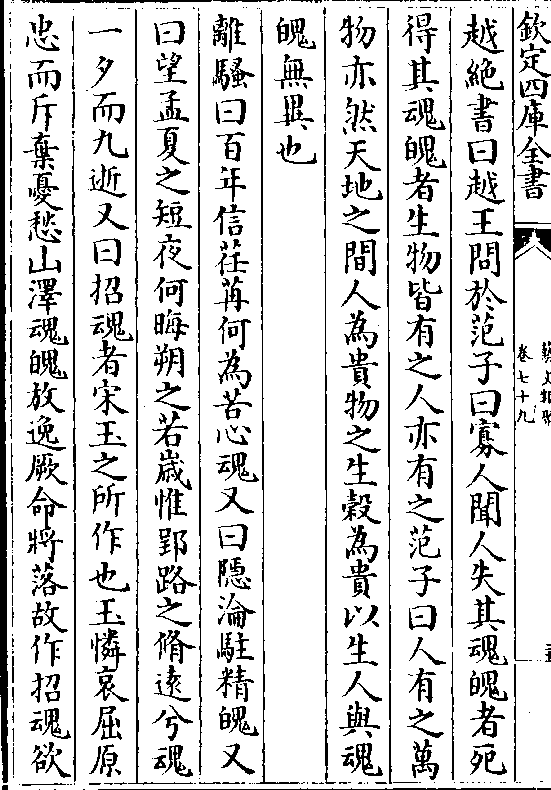 欽定四庫全書
卷七十九
越絶書曰越王問於范子曰寡人聞人失其魂魄者死
得其魂魄者生物皆有之人亦有之范子曰人有之萬
物亦然天地之間人為貴物之生榖為貴以生人與魂
魄無異也
離騷曰百年信荏苒何為苦心魂又曰隱淪駐精魄又
曰望孟夏之短夜何晦朔之若嵗惟郢路之脩逺兮魂
一夕而九逝又曰招魂者宋玉之所作也玉憐哀屈原
忠而斥棄憂愁山澤魂魄放逸厥命將落故作招魂欲